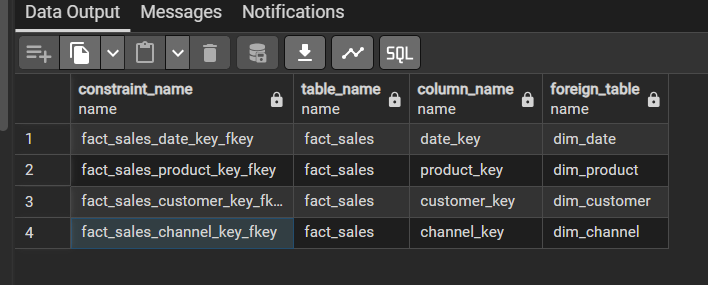 Data Output Messages Notifications
SQL
constraint_name table_name column_name foreign_table
name name name name
1 fact_sales_date_key_fkey fact_sales date_key dim_date
2 fact_sales_product_key_fkey fact_sales product_key dim_product
3 fact_sales_customer_key_fk... fact_sales customer_key dim_customer
4 fact_sales_channel_key_fkey fact_sales channel_key dim_channel